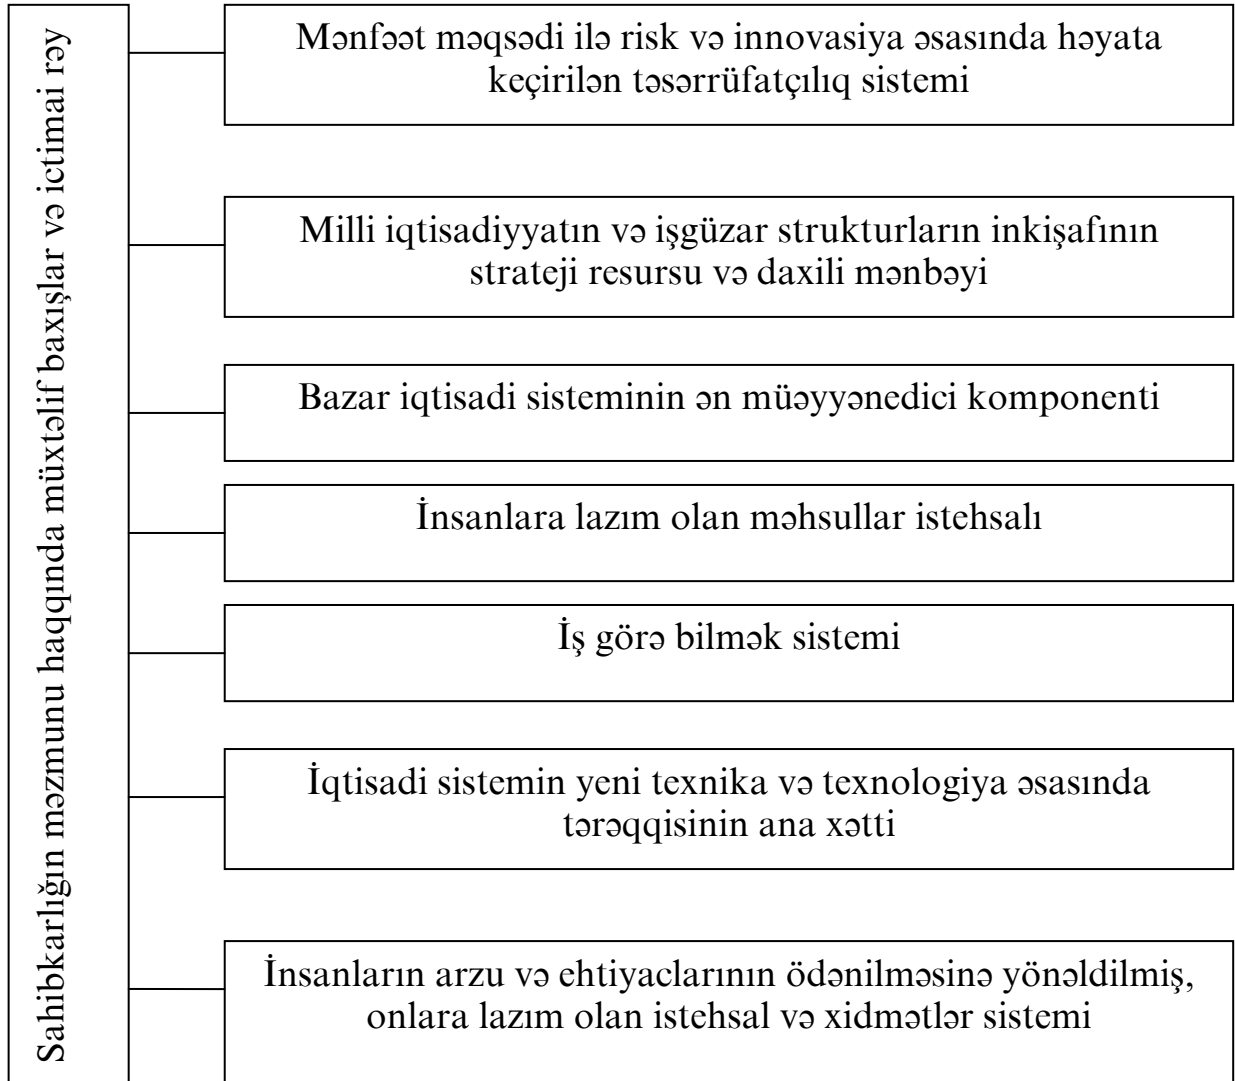 Sahibkarlığın məzmunu haqqında müxtəlif baxışlar və ictimai rəy
Mənfəət məqsədi ilə risk və innovasiya əsasında həyata
keçirilən təsərrüfatçılıq sistemi
Milli iqtisadiyyatın və işgüzar strukturların inkişafının
strateji resursu və daxili mənbəyi
Bazar iqtisadi sisteminin ən müəyyənedici komponenti
İnsanlara lazım olan məhsullar istehsalı
İş görə bilmək sistemi
İqtisadi sistemin yeni texnika və texnologiya əsasında
tərəqqisinin ana xətti
İnsanların arzu və ehtiyaclarının ödənilməsinə yönəldilmiş,
onlara lazım olan istehsal və xidmətlər sistemi